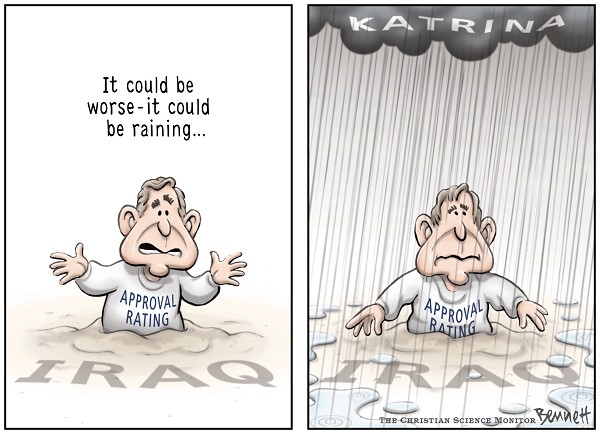 It could be
worse-it could
be raining...
APPROVAL
RATING
IRAQ
KATRINA
APPROVAL
RATING
IRAQ
THE CHRISTIAN SCIENCE MONITOR
Bennett